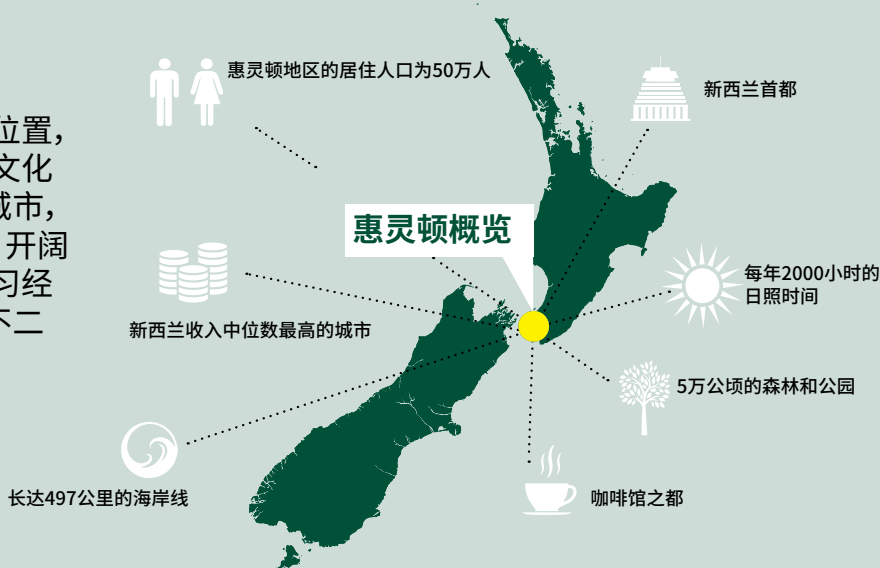 位置，
文化
城市，
开阔
习经
不二
惠灵顿地区的居住人口为50万人
新西兰首都
惠灵顿概览
每年2000小时的
日照时间
新西兰收入中位数最高的城市
5万公顷的森林和公园
长达497公里的海岸线
咖啡馆之都